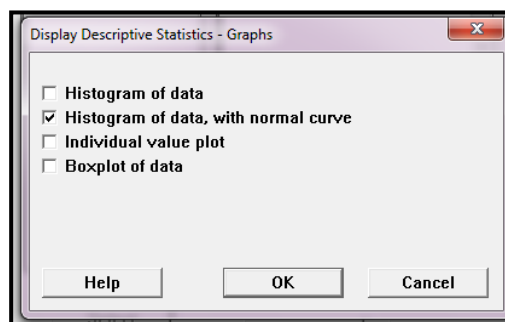 Display Descriptive Statistics - Graphs
Histogram of data
Histogram of data, with normal curve
Individual value plot
Boxplot of data
Help OK Cancel